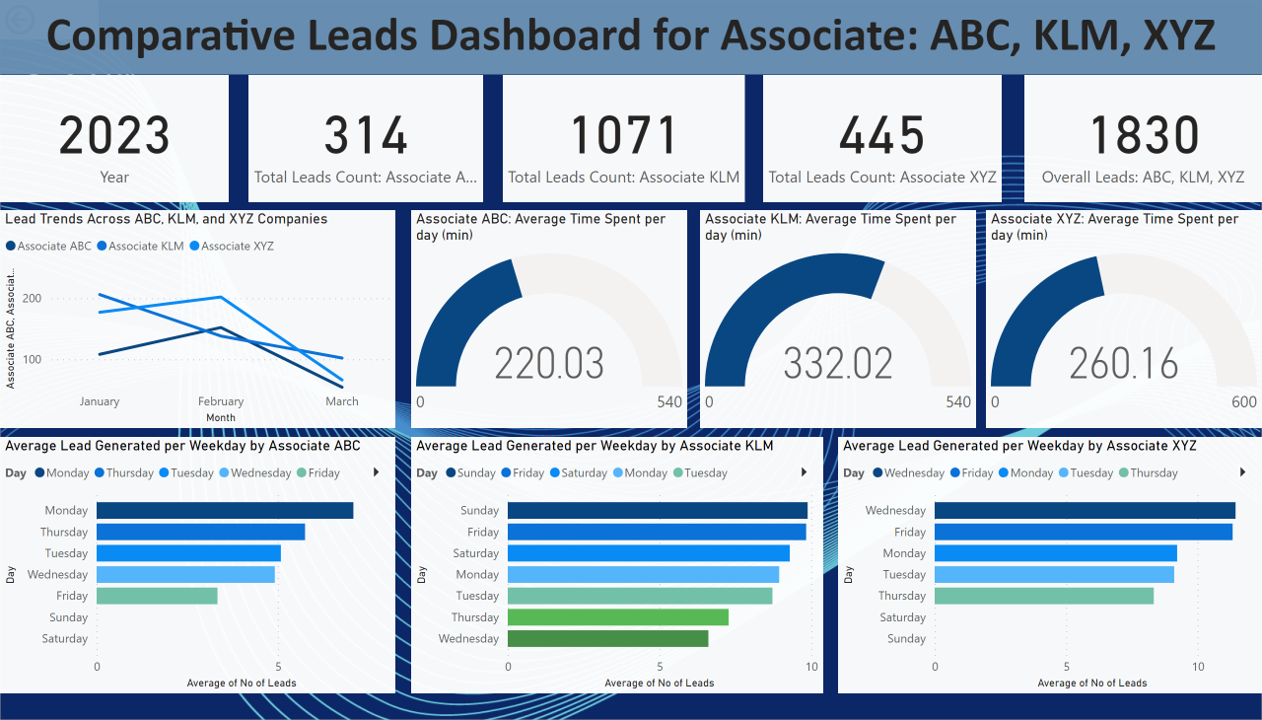 Comparative Leads Dashboard for Associate: ABC, KLM, XYZ
2023
Year
314
Total Leads Count: Associate A...
1071
Total Leads Count: Associate KLM
445
Total Leads Count: Associate XYZ
1830
Overall Leads: ABC, KLM, XYZ
Lead Trends Across ABC, KLM, and XYZ Companies
Associate ABC Associate KLM Associate XYZ
Associate ABC, Associat...
200
100
January February March
Month
Associate ABC: Average Time Spent per
day (min)
220.03
0 540
Associate KLM: Average Time Spent per
day (min)
332.02
0 540
Associate XYZ: Average Time Spent per
day (min)
260.16
0 600
Average Lead Generated per Weekday by Associate ABC
Day Monday Thursday Tuesday Wednesday Friday
Day
Monday
Thursday
Tuesday
Wednesday
Friday
Sunday
Saturday
0 5
Average of No of Leads
Average Lead Generated per Weekday by Associate KLM
Day Sunday Friday Saturday Monday Tuesday
Day
Sunday
Friday
Saturday
Monday
Tuesday
Thursday
Wednesday
0 5 10
Average of No of Leads
Average Lead Generated per Weekday by Associate XYZ
Day Wednesday Friday Monday Tuesday Thursday
Day
Wednesday
Friday
Monday
Tuesday
Thursday
Saturday
Sunday
0 5 10
Average of No of Leads